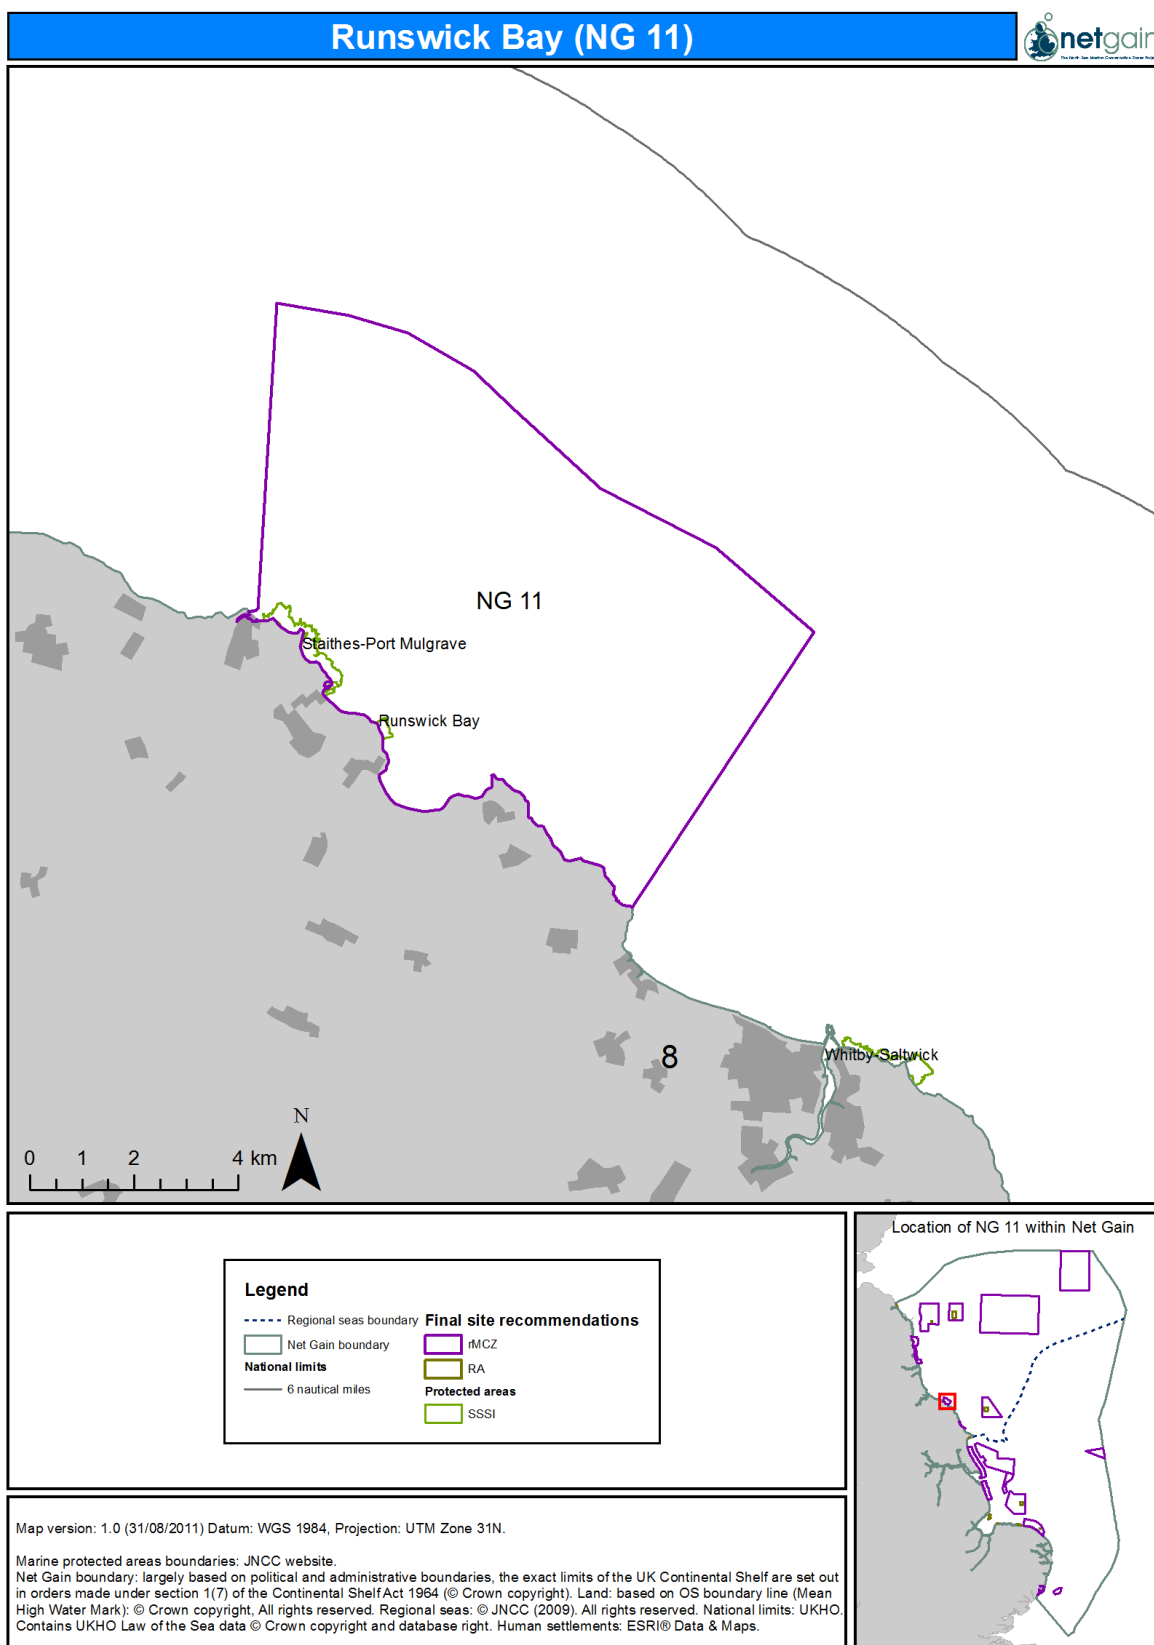 Runswick Bay (NG 11)
netgain
NG 11
Staithes-Port Mulgrave
Runswick Bay
8
Whitby-Saltwick
N
0 1 2 4 km
Location of NG 11 within Net Gain
Legend
Regional seas boundary
Net Gain boundary
National limits
6 nautical miles
Final site recommendations
rMCZ
RA
Protected areas
SSSI
Map version: 1.0 (31/08/2011) Datum: WGS 1984, Projection: UTM Zone 31N.
Marine protected areas boundaries: JNCC website.
Net Gain boundary: largely based on political and administrative boundaries, the exact limits of the UK Continental Shelf are set out
in orders made under section 1(7) of the Continental Shelf Act 1964 (© Crown copyright). Land: based on OS boundary line (Mean
High Water Mark): © Crown copyright, All rights reserved. Regional seas: © JNCC (2009). All rights reserved. National limits: UKHO.
Contains UKHO Law of the Sea data © Crown copyright and database right. Human settlements: ESRI® Data & Maps.